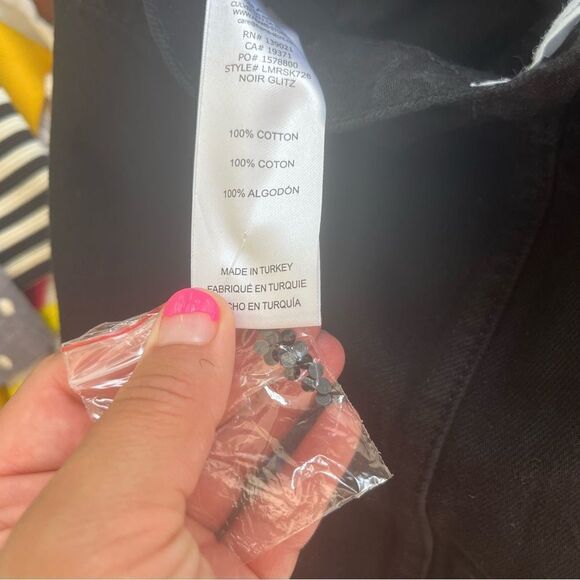 RN# 139021
CA# 19371
PO# 1578800
STYLE# LMRSK726
NOIR GLITZ
100% COTTON
100% COTON
100% ALGODÓN
MADE IN TURKEY
FABRIQUÉ EN TURQUIE
CHO EN TURQUÍA